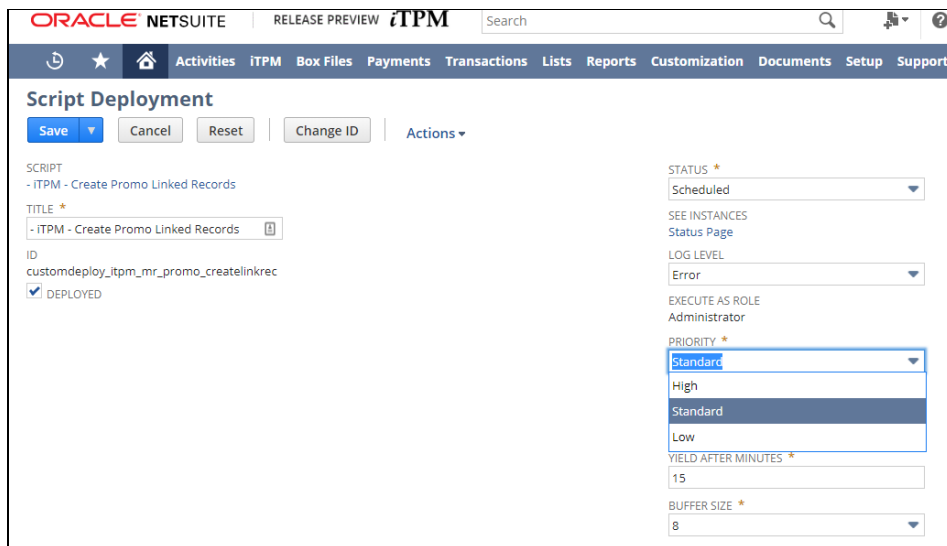 ORACLE NETSUITE RELEASE PREVIEW iTPM Search
Activities iTPM Box Files Payments Transactions Lists Reports Customization Documents Setup Support
Script Deployment
Save Cancel Reset Change ID Actions
SCRIPT
- iTPM - Create Promo Linked Records
TITLE *
- iTPM - Create Promo Linked Records
ID
customdeploy_itpm_mr_promo_createlinkrec
DEPLOYED
STATUS *
Scheduled
SEE INSTANCES
Status Page
LOG LEVEL
Error
EXECUTE AS ROLE
Administrator
PRIORITY *
Standard
High
Standard
Low
YIELD AFTER MINUTES *
15
BUFFER SIZE *
8